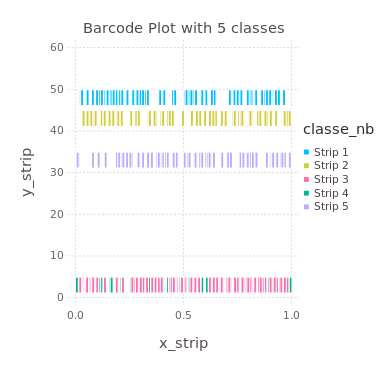 Barcode Plot with 5 classes
60
50
40
30
20
10
0
y_strip
0.0
0.5
1.0
x_strip
classe_nb
Strip 1
Strip 2
Strip 3
Strip 4
Strip 5